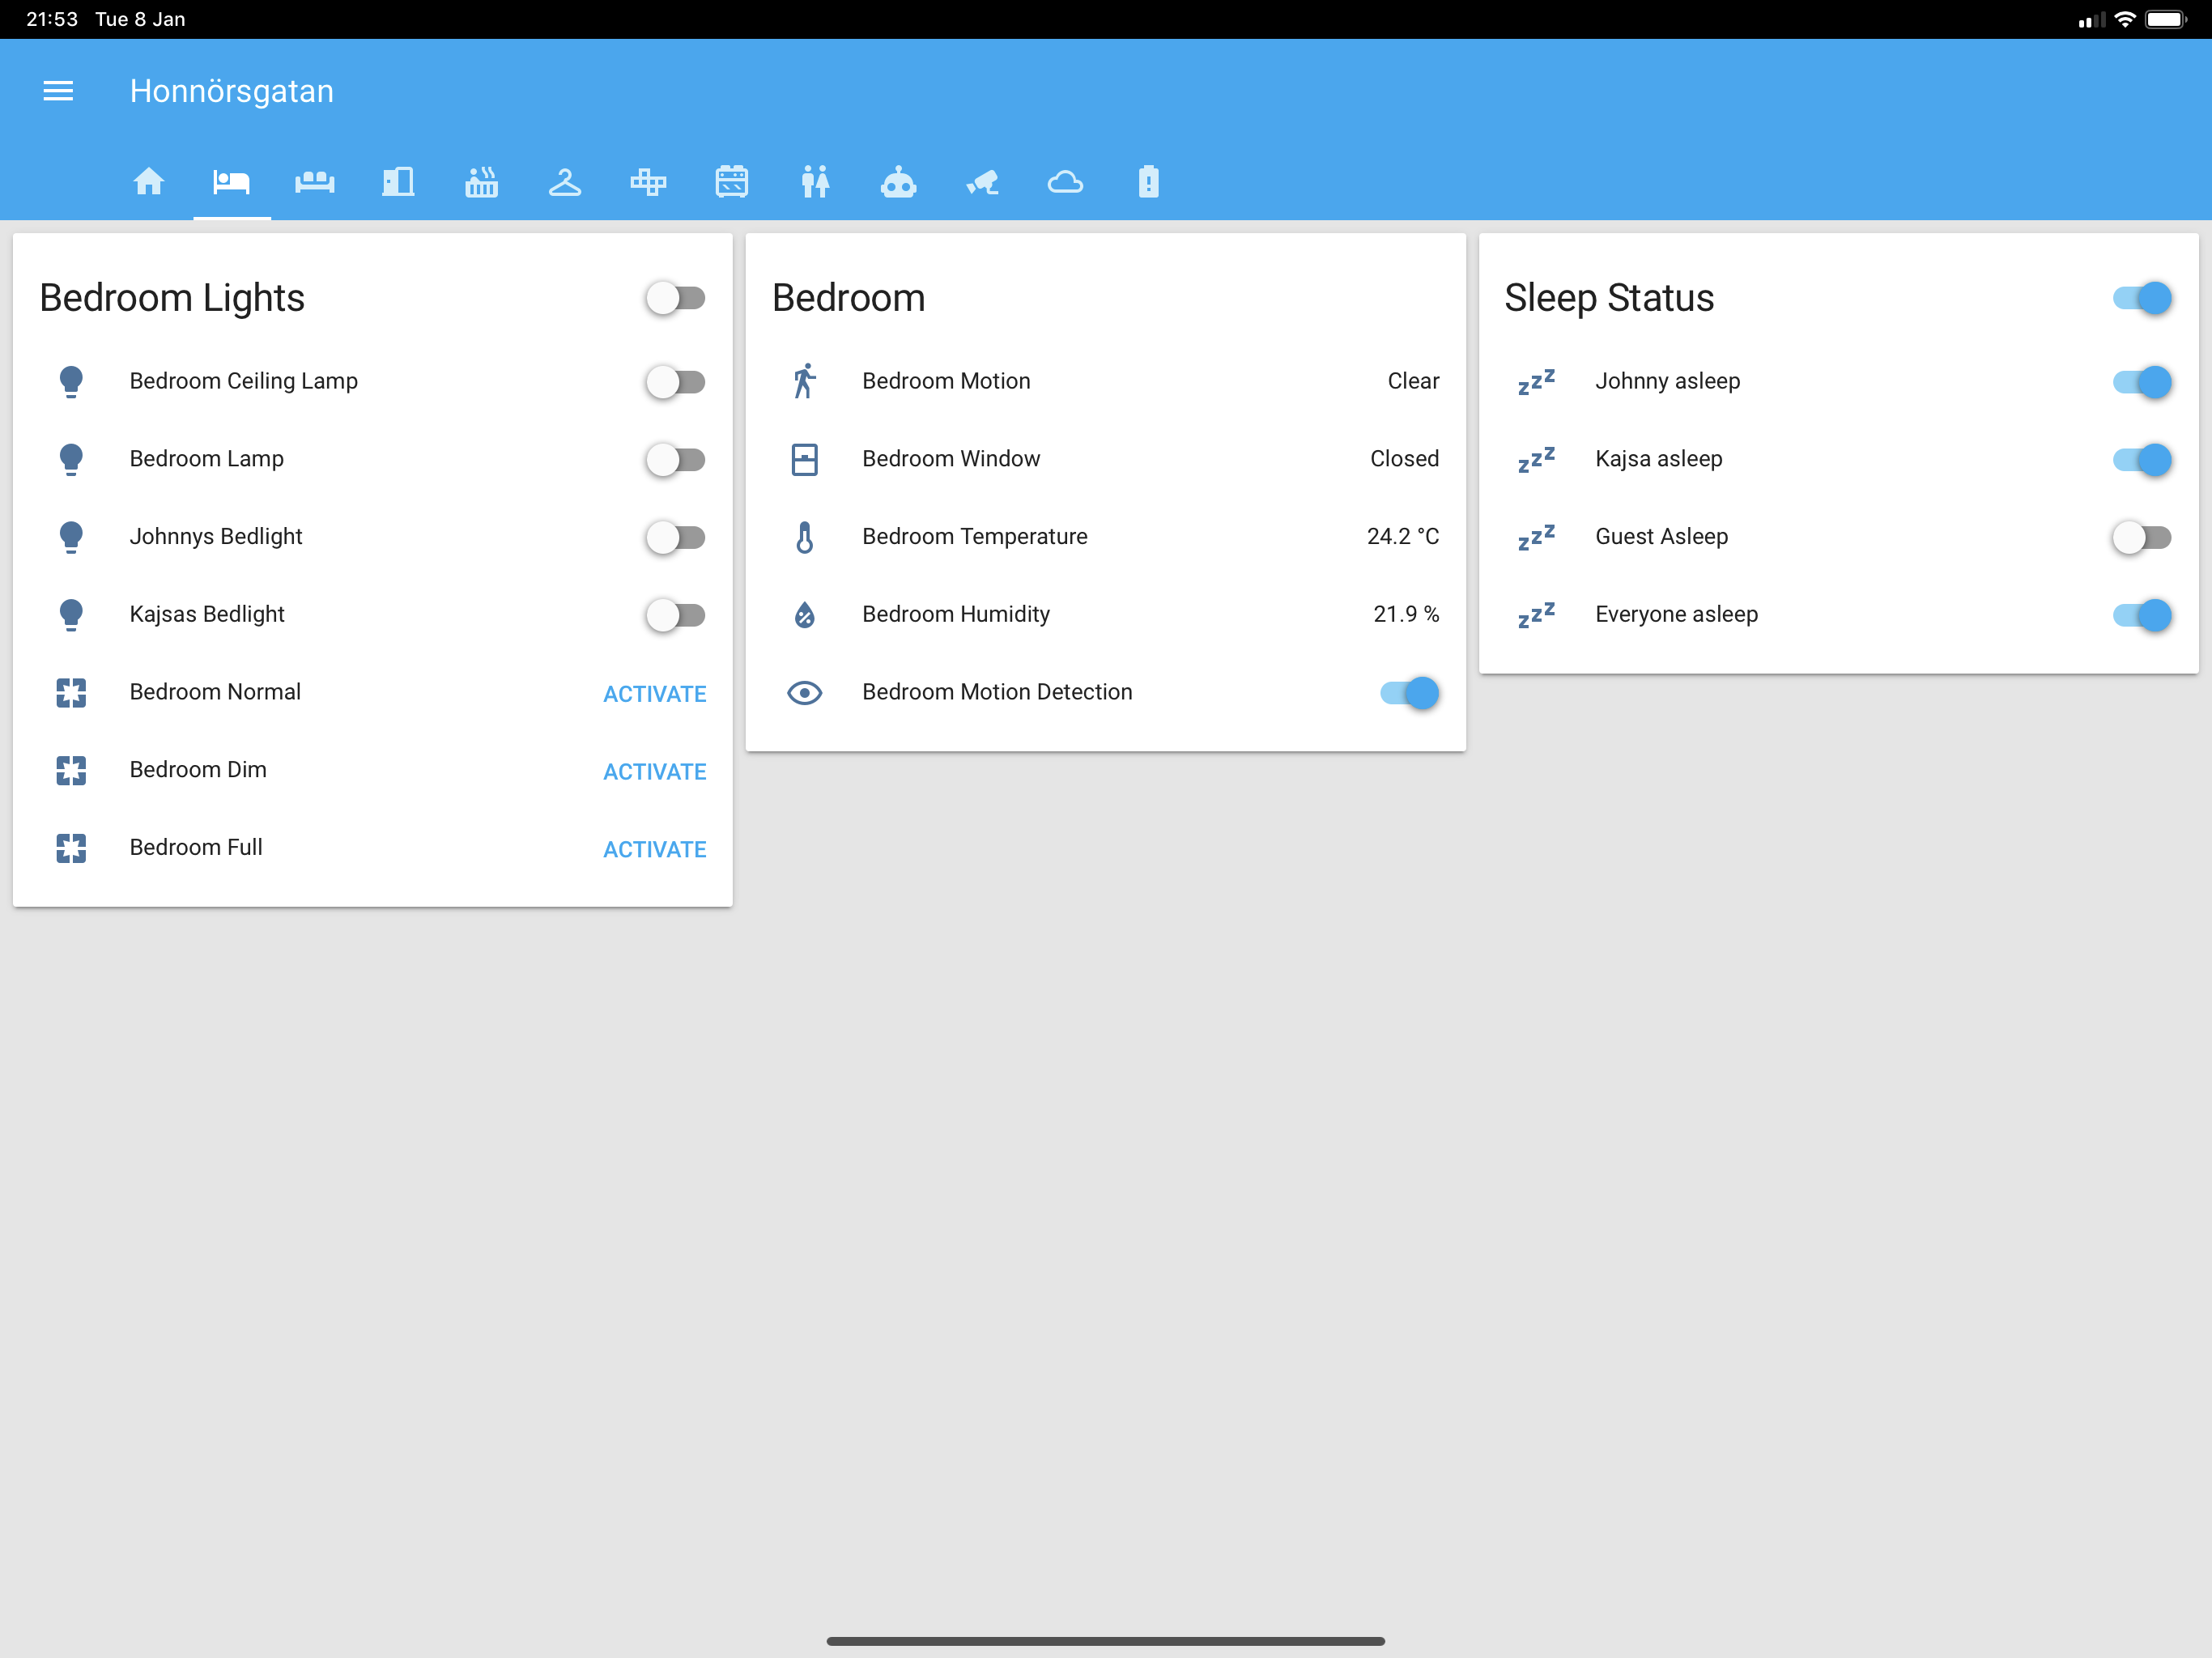 21:53 Tue 8 Jan
Honnörsgatan
Bedroom Lights
Bedroom Ceiling Lamp
Bedroom Lamp
Johnnys Bedlight
Kajsas Bedlight
Bedroom Normal ACTIVATE
Bedroom Dim ACTIVATE
Bedroom Full ACTIVATE
Bedroom
Bedroom Motion Clear
Bedroom Window Closed
Bedroom Temperature 24.2 °C
Bedroom Humidity 21.9 %
Bedroom Motion Detection
Sleep Status
Johnny asleep
Kajsa asleep
Guest Asleep
Everyone asleep